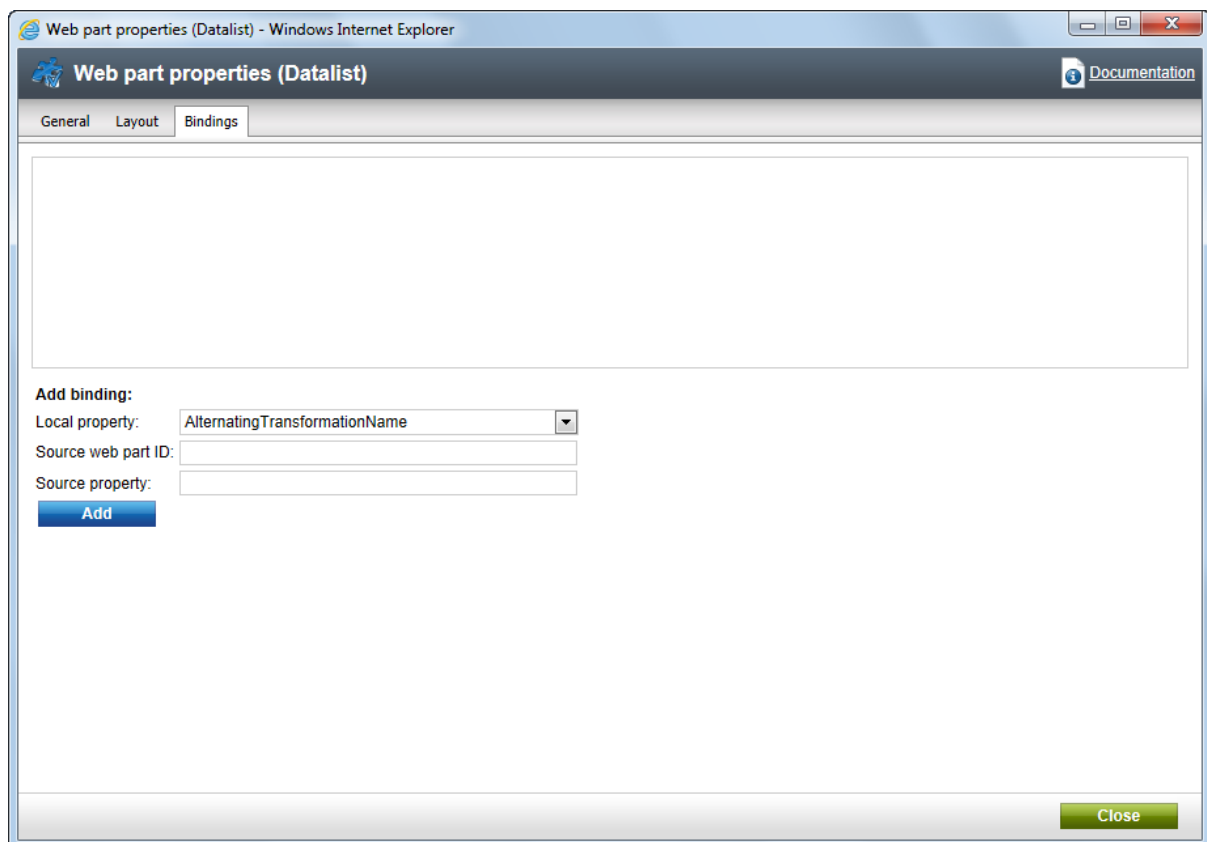 Web part properties (Datalist) - Windows Internet Explorer
Web part properties (Datalist)
Documentation
General Layout Bindings
Add binding:
Local property: AlternatingTransformationName
Source web part ID:
Source property:
Add
Close